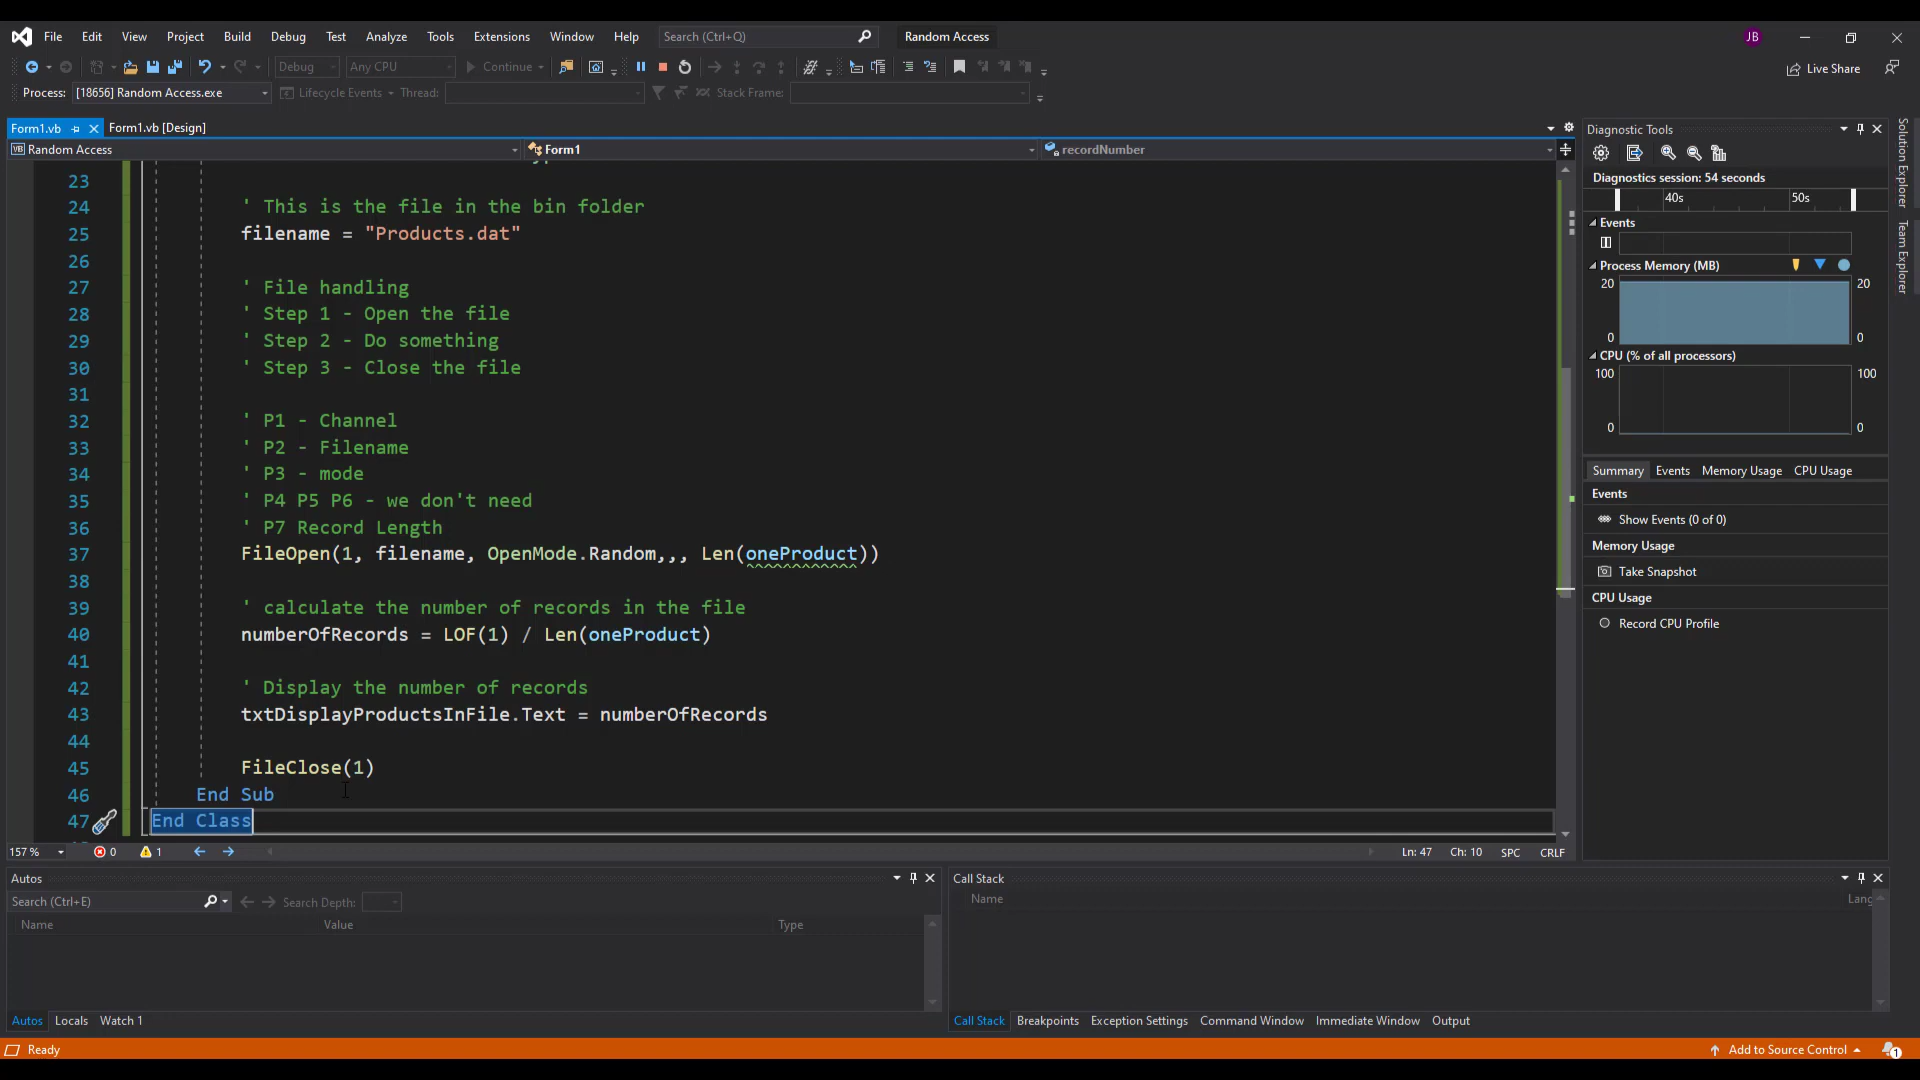 File Edit View Project Build Debug Test Analyze Tools Extensions Window Help Search (Ctrl+Q) Random Access JB
Debug Any CPU Continue Live Share
Process: [18656] Random Access.exe Lifecycle Events Thread: Stack Frame:
Form1.vb Form1.vb [Design]
VB Random Access Form1 recordNumber
23
24 ' This is the file in the bin folder
25 filename = "Products.dat"
26
27 ' File handling
28 ' Step 1 - Open the file
29 ' Step 2 - Do something
30 ' Step 3 - Close the file
31
32 ' P1 - Channel
33 ' P2 - Filename
34 ' P3 - mode
35 ' P4 P5 P6 - we don't need
36 ' P7 Record Length
37 FileOpen(1, filename, OpenMode.Random,,, Len(oneProduct))
38
39 ' calculate the number of records in the file
40 numberOfRecords = LOF(1) / Len(oneProduct)
41
42 ' Display the number of records
43 txtDisplayProductsInFile.Text = numberOfRecords
44
45 FileClose(1)
46 End Sub
47 End Class
157 % 0 1 Ln: 47 Ch: 10 SPC CRLF
Diagnostic Tools
Diagnostics session: 54 seconds
40s 50s
Events
Process Memory (MB)
20 20
0 0
CPU (% of all processors)
100 100
0 0
Summary Events Memory Usage CPU Usage
Events
Show Events (0 of 0)
Memory Usage
Take Snapshot
CPU Usage
Record CPU Profile
Solution Explorer
Team Explorer
Autos
Search (Ctrl+E) Search Depth:
Name Value Type
Autos Locals Watch 1
Call Stack
Name Lang
Call Stack Breakpoints Exception Settings Command Window Immediate Window Output
Ready Add to Source Control 1